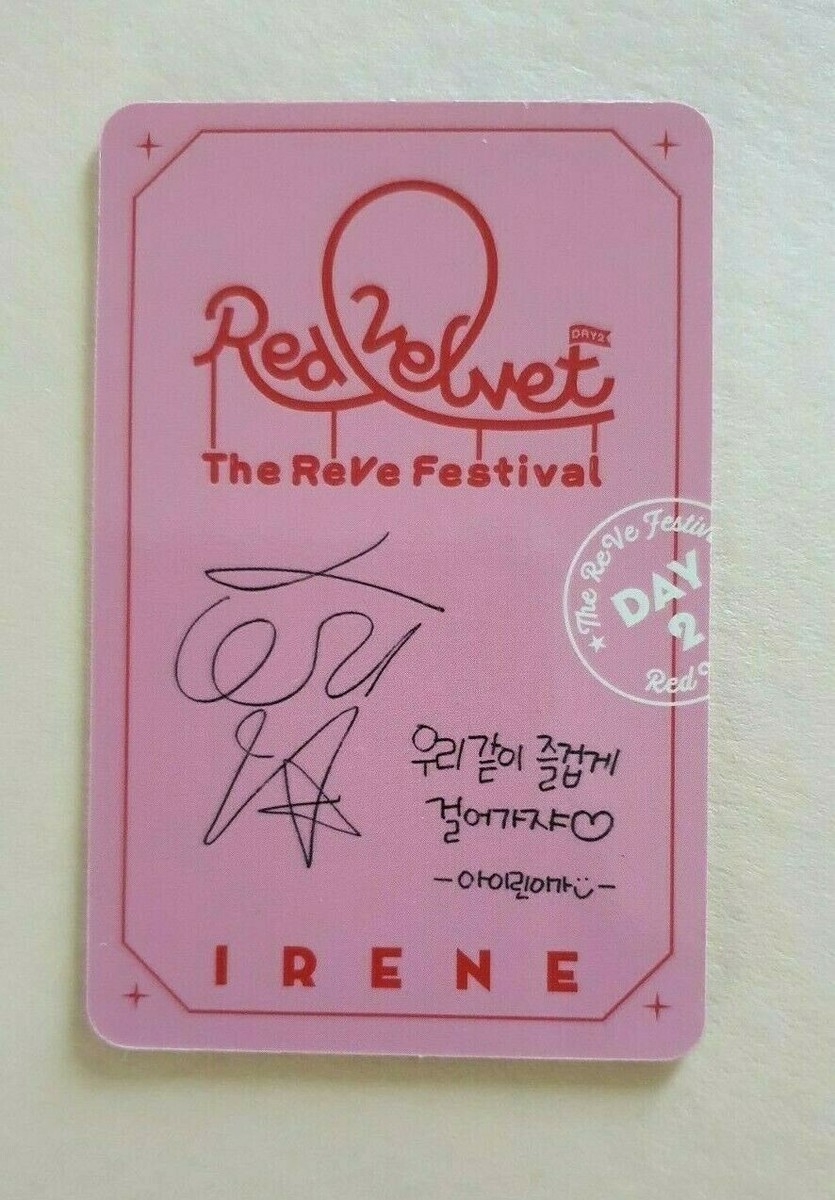 Red Velvet
DAY2
The ReVe Festival
The ReVe Festiv
DAY
2
Red
우리 같이 즐겁게
걸어가자♡
-아이린이가-
IRENE